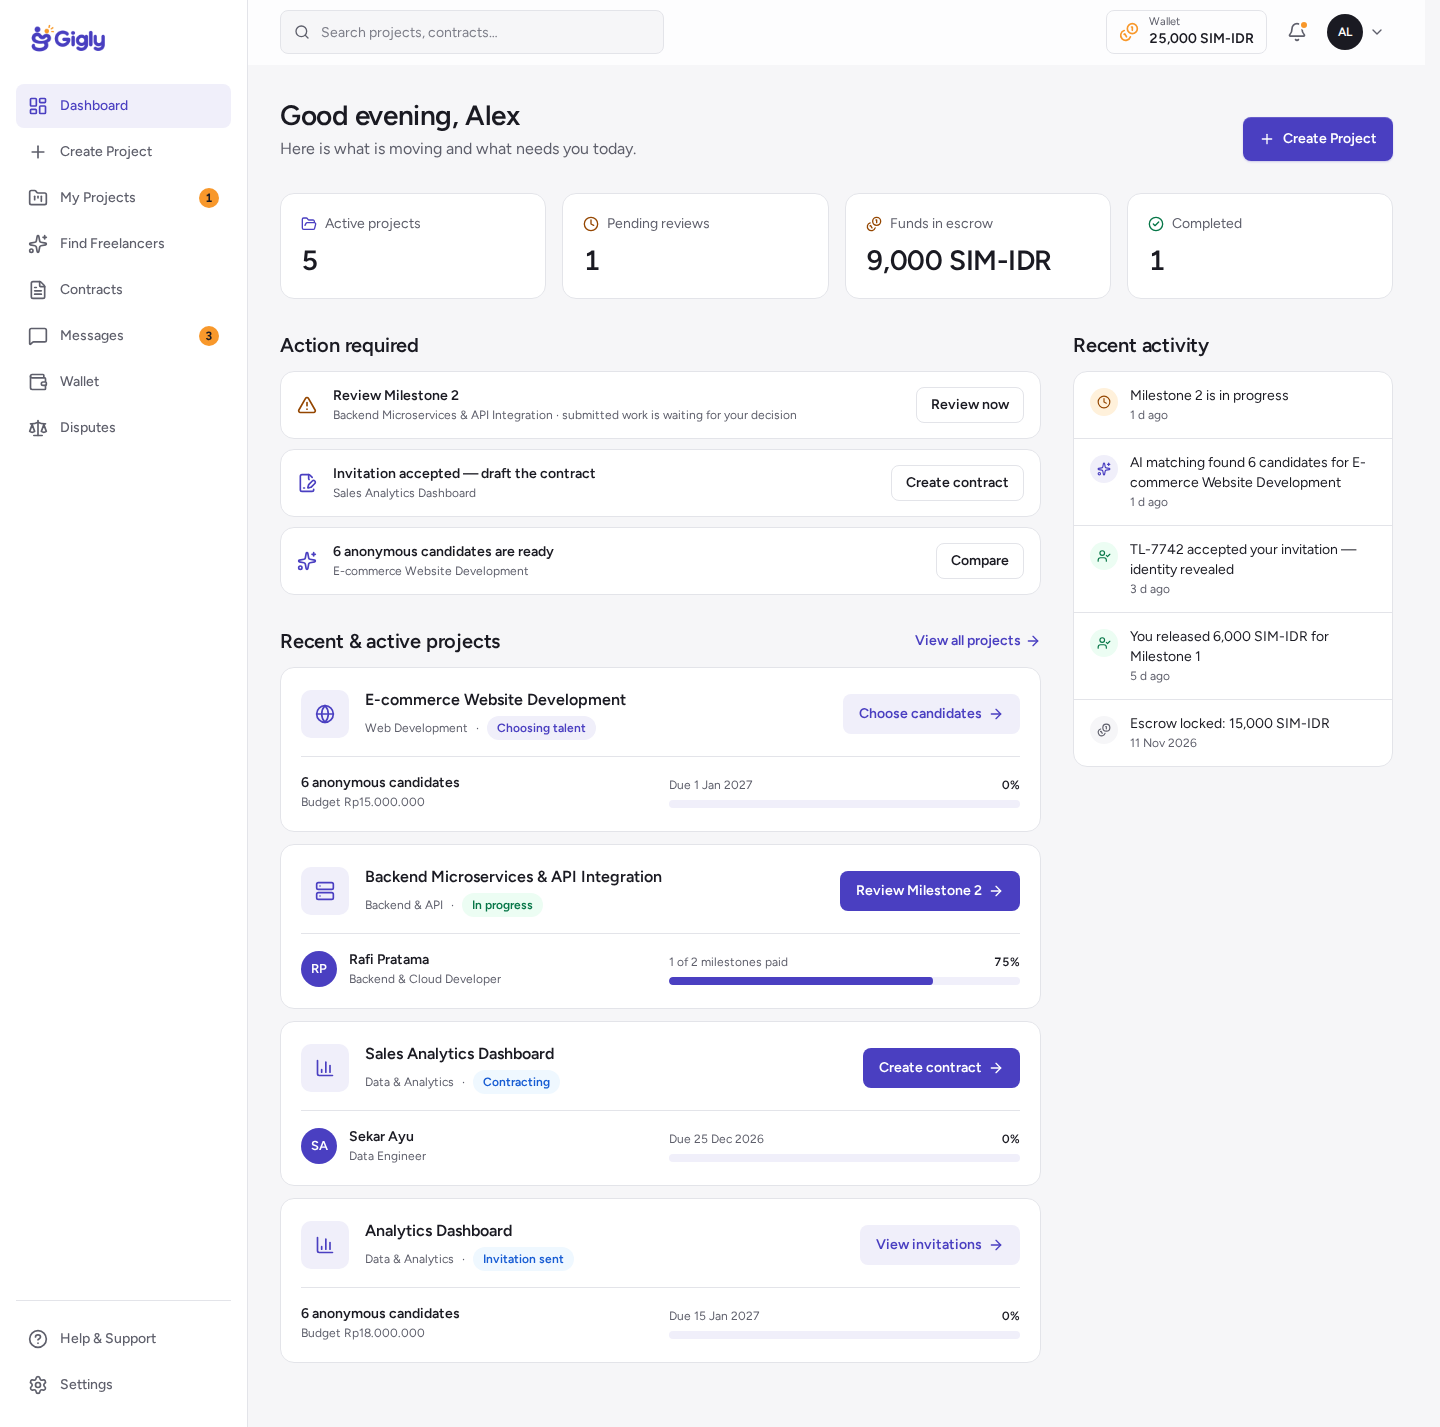 Gigly
Search projects, contracts...
Wallet
25,000 SIM-IDR
AL
Dashboard
Create Project
My Projects
1
Find Freelancers
Contracts
Messages
3
Wallet
Disputes
Help & Support
Settings
Good evening, Alex
Here is what is moving and what needs you today.
Create Project
Active projects
5
Pending reviews
1
Funds in escrow
9,000 SIM-IDR
Completed
1
Action required
Review Milestone 2
Backend Microservices & API Integration · submitted work is waiting for your decision
Review now
Invitation accepted — draft the contract
Sales Analytics Dashboard
Create contract
6 anonymous candidates are ready
E-commerce Website Development
Compare
Recent & active projects
View all projects
E-commerce Website Development
Web Development · Choosing talent
Choose candidates
6 anonymous candidates
Budget Rp15.000.000
Due 1 Jan 2027
0%
Backend Microservices & API Integration
Backend & API · In progress
Review Milestone 2
RP
Rafi Pratama
Backend & Cloud Developer
1 of 2 milestones paid
75%
Sales Analytics Dashboard
Data & Analytics · Contracting
Create contract
SA
Sekar Ayu
Data Engineer
Due 25 Dec 2026
0%
Analytics Dashboard
Data & Analytics · Invitation sent
View invitations
6 anonymous candidates
Budget Rp18.000.000
Due 15 Jan 2027
0%
Recent activity
Milestone 2 is in progress
1 d ago
AI matching found 6 candidates for E-
commerce Website Development
1 d ago
TL-7742 accepted your invitation —
identity revealed
3 d ago
You released 6,000 SIM-IDR for
Milestone 1
5 d ago
Escrow locked: 15,000 SIM-IDR
11 Nov 2026